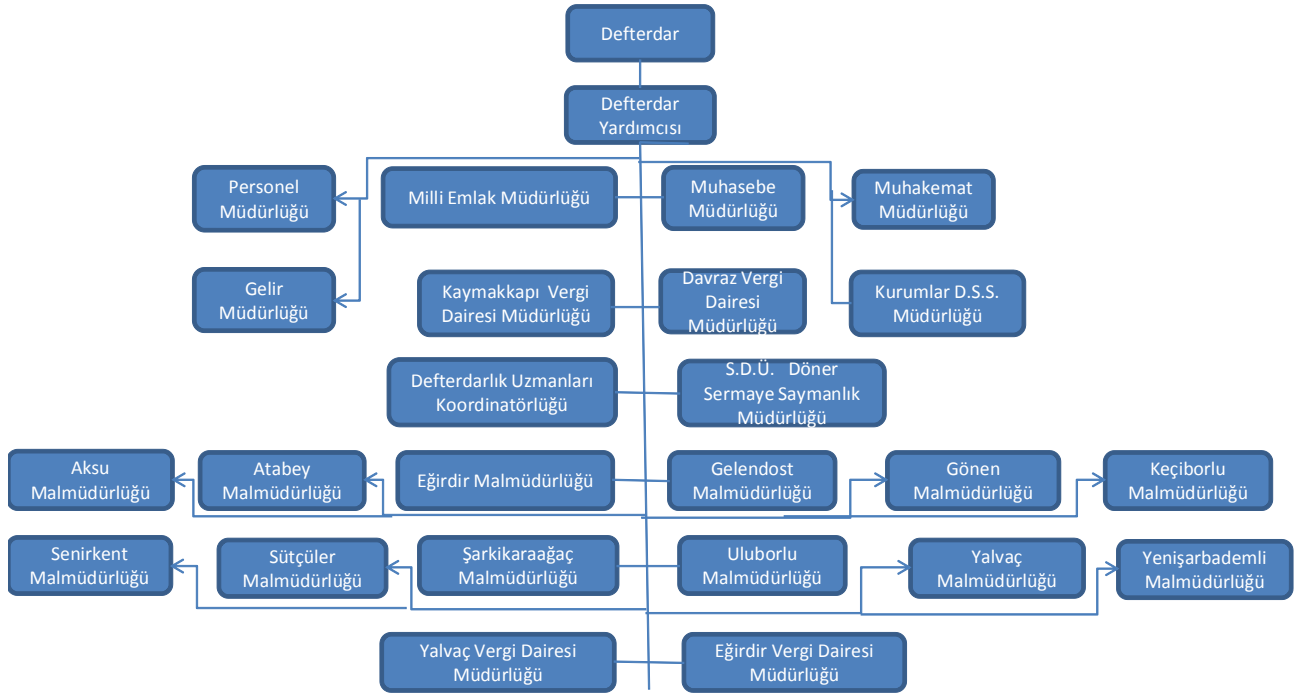 Defterdar
Defterdar
Yardımcısı
Personel
Müdürlüğü
Milli Emlak Müdürlüğü
Muhasebe
Müdürlüğü
Muhakemat
Müdürlüğü
Gelir
Müdürlüğü
Kaymakkapı Vergi
Dairesi Müdürlüğü
Davraz Vergi
Dairesi
Müdürlüğü
Kurumlar D.S.S.
Müdürlüğü
Defterdarlık Uzmanları
Koordinatörlüğü
S.D.Ü. Döner
Sermaye Saymanlık
Müdürlüğü
Aksu
Malmüdürlüğü
Atabey
Malmüdürlüğü
Eğirdir Malmüdürlüğü
Gelendost
Malmüdürlüğü
Gönen
Malmüdürlüğü
Keçiborlu
Malmüdürlüğü
Senirkent
Malmüdürlüğü
Sütçüler
Malmüdürlüğü
Şarkikaraağaç
Malmüdürlüğü
Uluborlu
Malmüdürlüğü
Yalvaç
Malmüdürlüğü
Yenişarbademli
Malmüdürlüğü
Yalvaç Vergi Dairesi
Müdürlüğü
Eğirdir Vergi Dairesi
Müdürlüğü